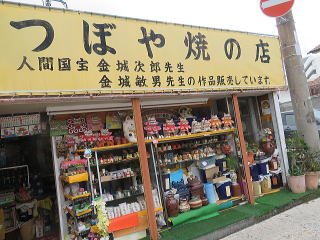 つぼや焼の店
人間国宝 金城次郎先生
金城敏男先生の作品販売しています。